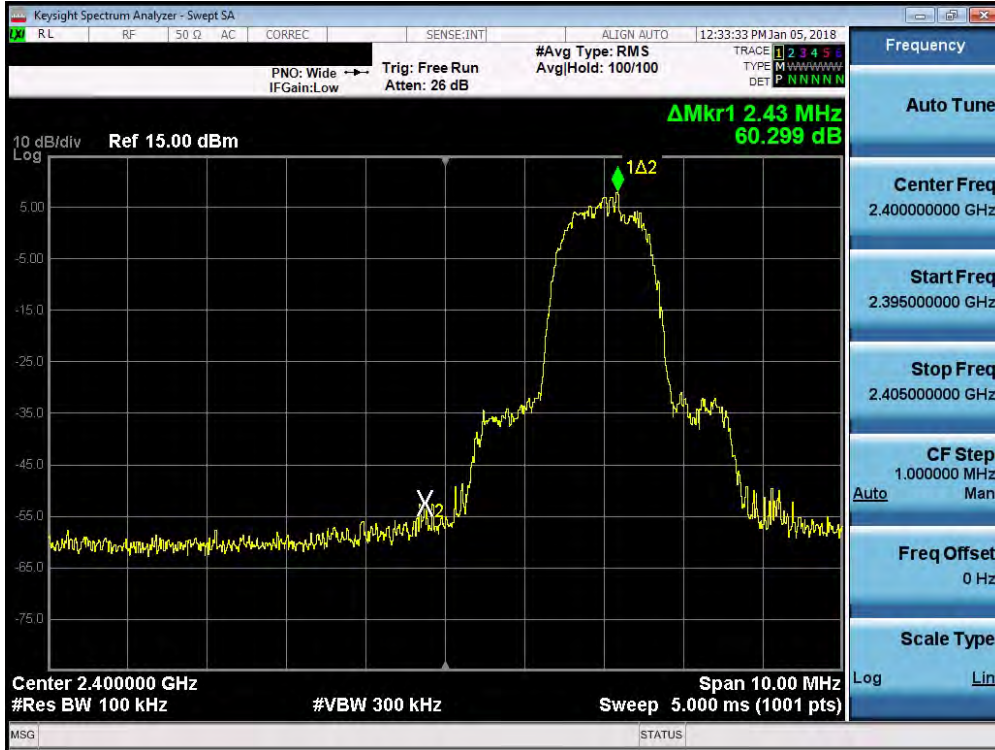 Keysight Spectrum Analyzer - Swept SA
LXI RL RF 50 Ω AC CORREC SENSE:INT ALIGN AUTO 12:33:33 PM Jan 05, 2018
PNO: Wide Trig: Free Run #Avg Type: RMS TRACE 1 2 3 4 5 6
IFGain:Low Atten: 26 dB Avg|Hold: 100/100 TYPE M WWWWW
DET P N N N N N
ΔMkr1 2.43 MHz
60.299 dB
10 dB/div Ref 15.00 dBm
Log
1Δ2
5.00
-5.00
-15.0
-25.0
-35.0
-45.0
X2
-55.0
-65.0
-75.0
Center 2.400000 GHz Span 10.00 MHz
#Res BW 100 kHz #VBW 300 kHz Sweep 5.000 ms (1001 pts)
MSG STATUS
Frequency
Auto Tune
Center Freq
2.400000000 GHz
Start Freq
2.395000000 GHz
Stop Freq
2.405000000 GHz
CF Step
1.000000 MHz
Auto Man
Freq Offset
0 Hz
Scale Type
Log Lin